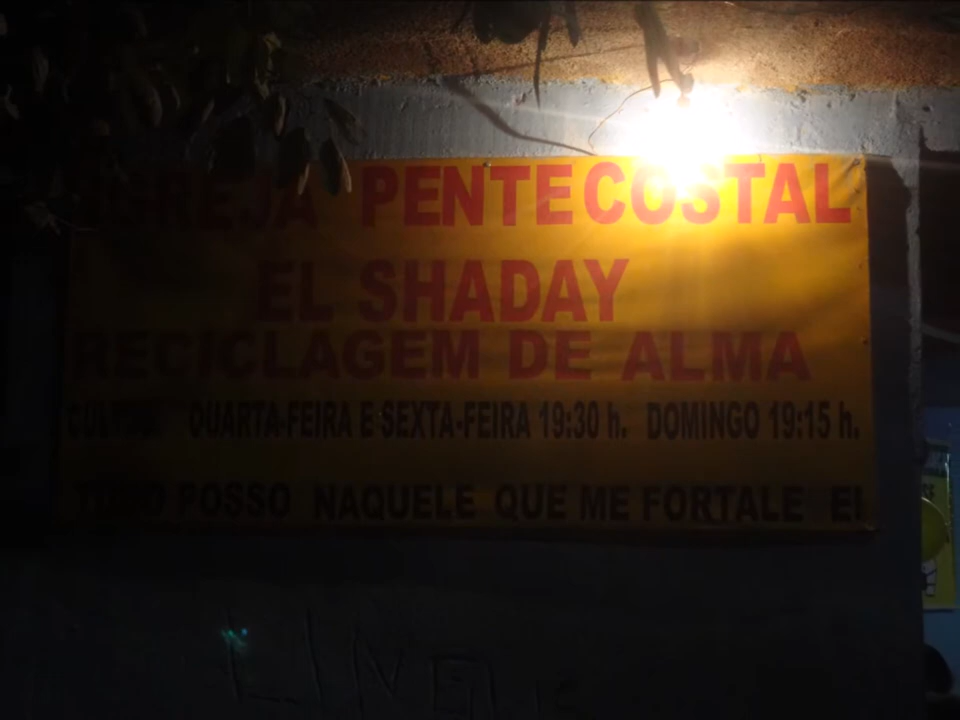 IGREJA PENTECOSTAL
EL SHADAY
RECICLAGEM DE ALMA
CULTOS: QUARTA-FEIRA E SEXTA-FEIRA 19:30 h. DOMINGO 19:15 h.
TUDO POSSO NAQUELE QUE ME FORTALE E!